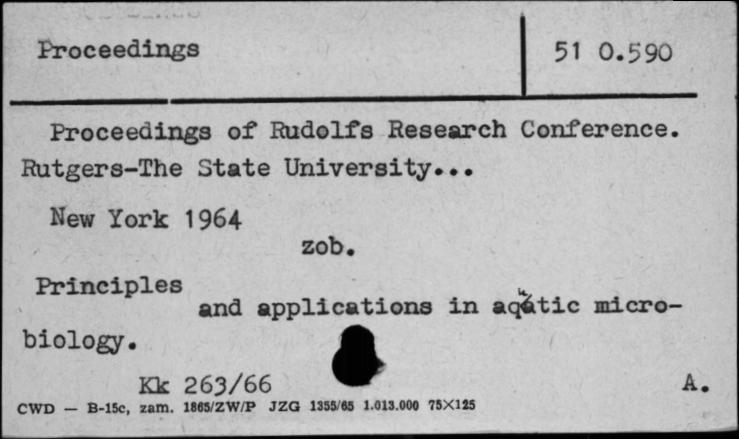 Proceedings
51 0.590
Proceedings of Rudolfs Research Conference.
Rutgers-The State University...
New York 1964
zob.
Principles
and applications in aquatic micro-
biology.
Kk 263/66
A.
CWD — B-15c, zam. 1865/ZW/P JZG 1355/65 1.013.000 75X125